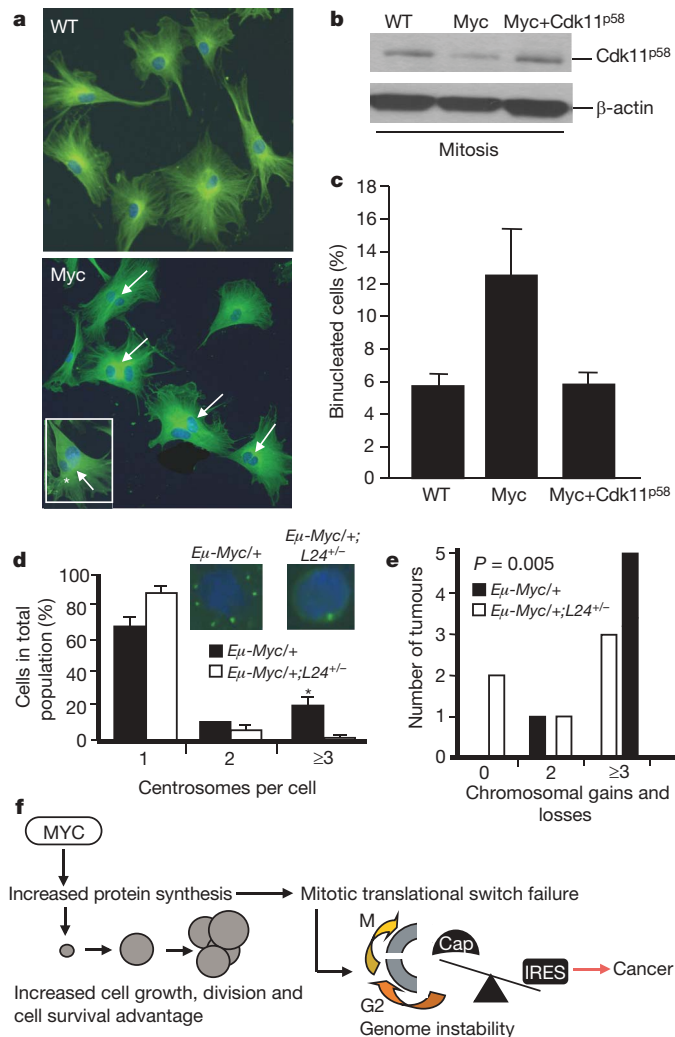 a
WT
Myc
*
b
WT Myc Myc+Cdk11p58
Cdk11p58
β-actin
Mitosis
c
Binucleated cells (%)
18
16
14
12
10
8
6
4
2
0
WT Myc Myc+Cdk11p58
d
Eμ-Myc/+ Eμ-Myc/+;
L24+/–
Cells in total
population (%)
100
80
60
40
20
0
Eμ-Myc/+
Eμ-Myc/+;L24+/–
*
1 2 ≥3
Centrosomes per cell
e
P = 0.005
Eμ-Myc/+
Eμ-Myc/+;L24+/–
Number of tumours
5
4
3
2
1
0
0 2 ≥3
Chromosomal gains and
losses
f
MYC
Increased protein synthesis Mitotic translational switch failure
M
Cap
IRES Cancer
G2
Increased cell growth, division and
cell survival advantage
Genome instability